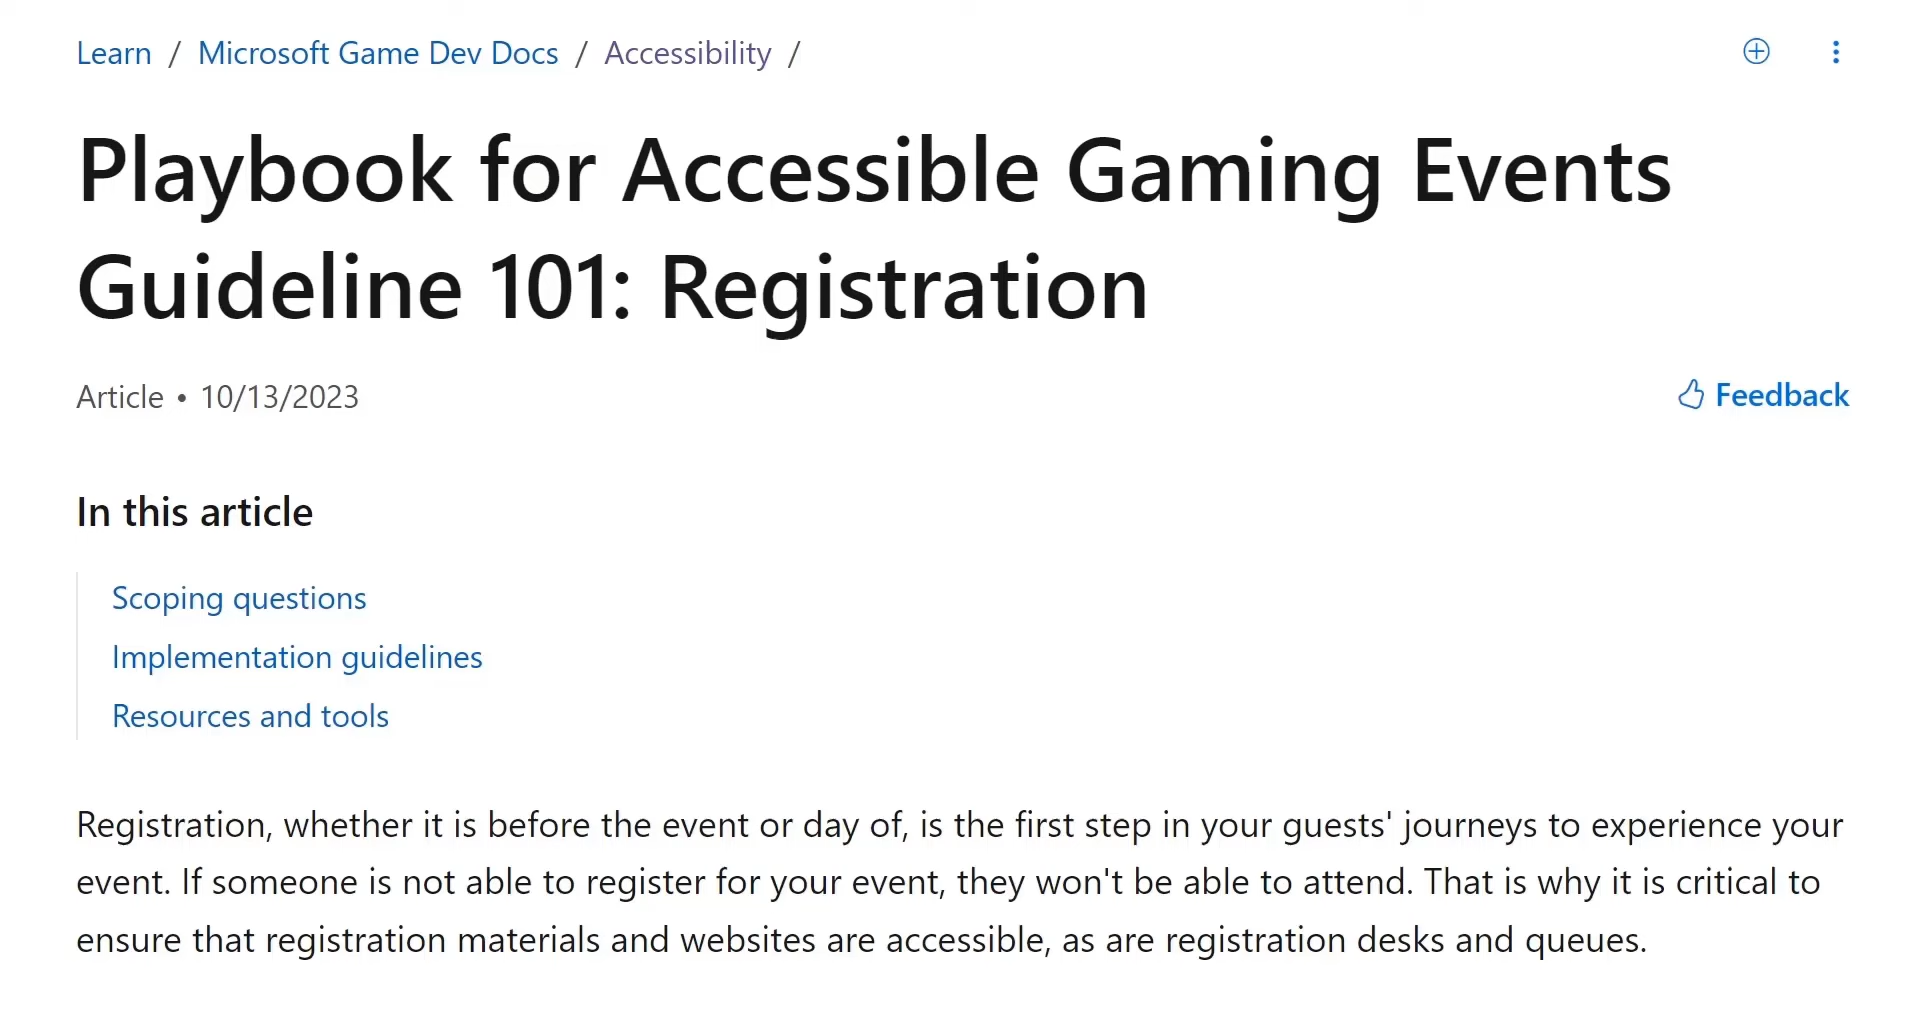 Learn / Microsoft Game Dev Docs / Accessibility /
Playbook for Accessible Gaming Events
Guideline 101: Registration
Article • 10/13/2023
Feedback
In this article
Scoping questions
Implementation guidelines
Resources and tools
Registration, whether it is before the event or day of, is the first step in your guests' journeys to experience your
event. If someone is not able to register for your event, they won't be able to attend. That is why it is critical to
ensure that registration materials and websites are accessible, as are registration desks and queues.